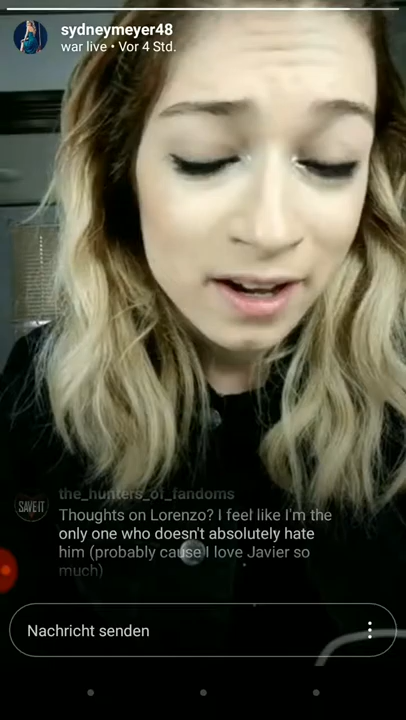 sydneymeyer48
war live • Vor 4 Std.
SAVE IT
the_hunters_of_fandoms
Thoughts on Lorenzo? I feel like I'm the
only one who doesn't absolutely hate
him (probably cause I love Javier so
much)
Nachricht senden